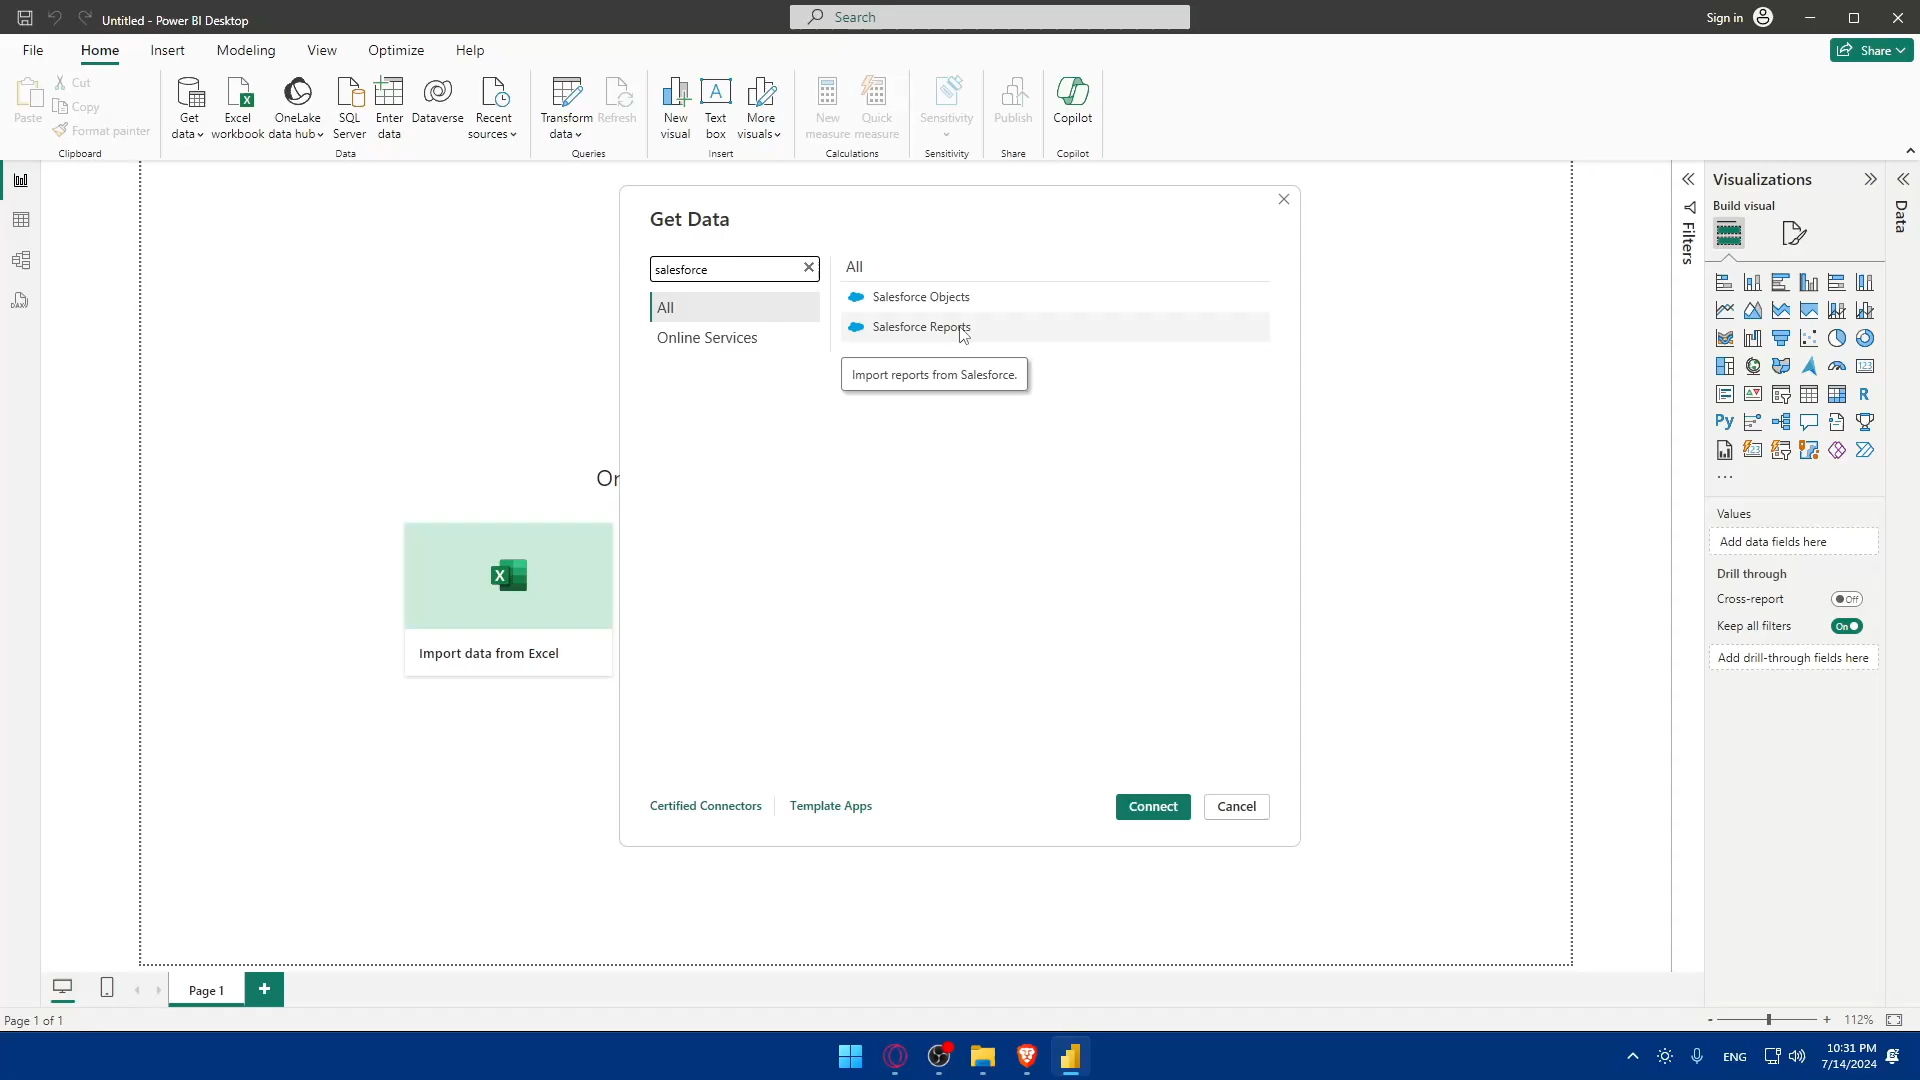 Untitled - Power BI Desktop
Search
Sign in
File
Home
Insert
Modeling
View
Optimize
Help
Share
Paste
Cut
Copy
Format painter
Clipboard
Get data
Excel workbook
OneLake data hub
SQL Server
Enter data
Dataverse
Recent sources
Data
Transform data
Refresh
Queries
New visual
Text box
More visuals
Insert
New measure
Quick measure
Calculations
Sensitivity
Sensitivity
Publish
Share
Copilot
Copilot
Get Data
salesforce
All
Online Services
All
Salesforce Objects
Salesforce Reports
Import reports from Salesforce.
Certified Connectors
Template Apps
Connect
Cancel
Or
Import data from Excel
Filters
Visualizations
Build visual
Data
123
R
Py
123
Values
Add data fields here
Drill through
Cross-report
Off
Keep all filters
On
Add drill-through fields here
DAX
Page 1
Page 1 of 1
- + 112%
ENG
10:31 PM
7/14/2024